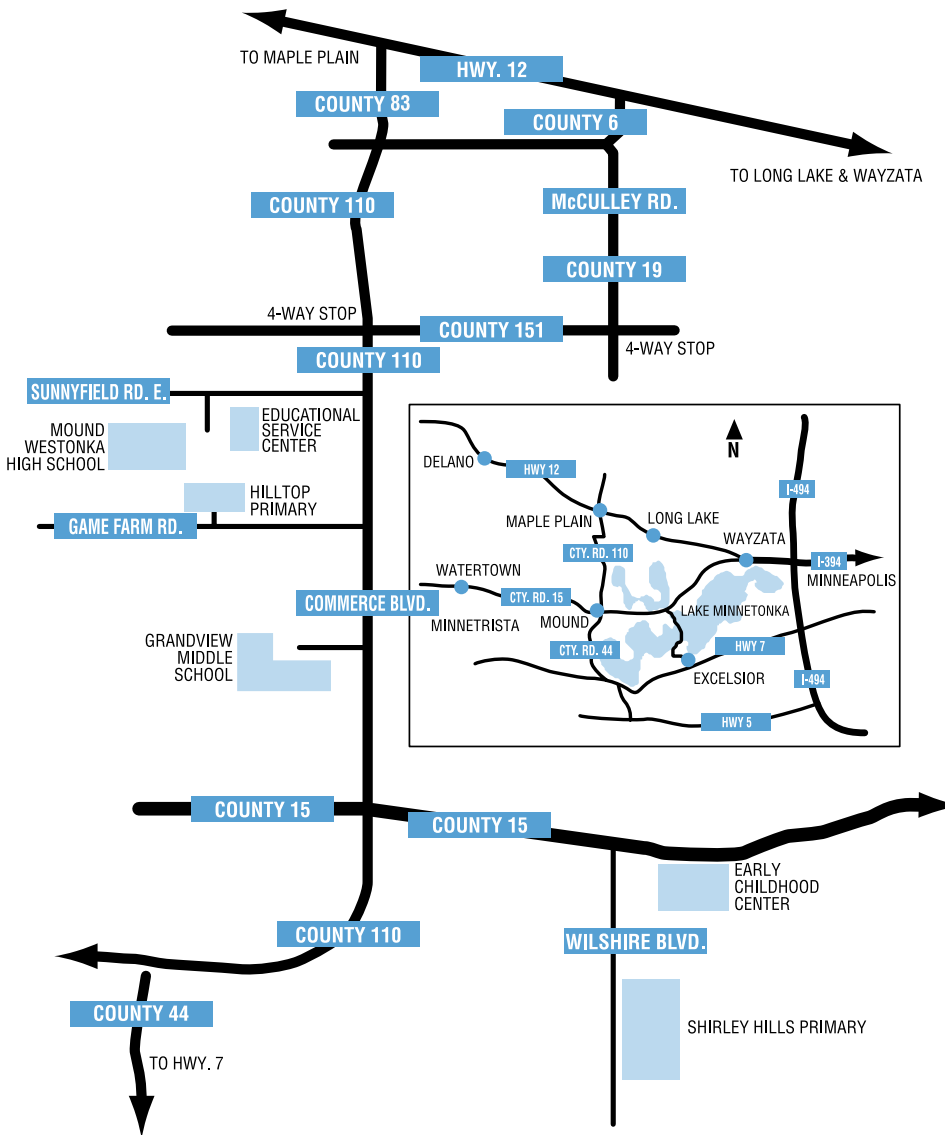 TO MAPLE PLAIN
HWY. 12
COUNTY 83
COUNTY 6
TO LONG LAKE & WAYZATA
COUNTY 110
McCULLEY RD.
COUNTY 19
4-WAY STOP
COUNTY 151
4-WAY STOP
COUNTY 110
SUNNYFIELD RD. E.
MOUND
WESTONKA
HIGH SCHOOL
EDUCATIONAL
SERVICE
CENTER
HILLTOP
PRIMARY
GAME FARM RD.
COMMERCE BLVD.
GRANDVIEW
MIDDLE
SCHOOL
N
DELANO
HWY 12
I-494
MAPLE PLAIN
LONG LAKE
WAYZATA
CTY. RD. 110
I-394
MINNEAPOLIS
WATERTOWN
CTY. RD. 15
MINNETRISTA
MOUND
LAKE MINNETONKA
CTY. RD. 44
HWY 7
EXCELSIOR
I-494
HWY 5
COUNTY 15
COUNTY 15
EARLY
CHILDHOOD
CENTER
COUNTY 110
WILSHIRE BLVD.
COUNTY 44
SHIRLEY HILLS PRIMARY
TO HWY. 7